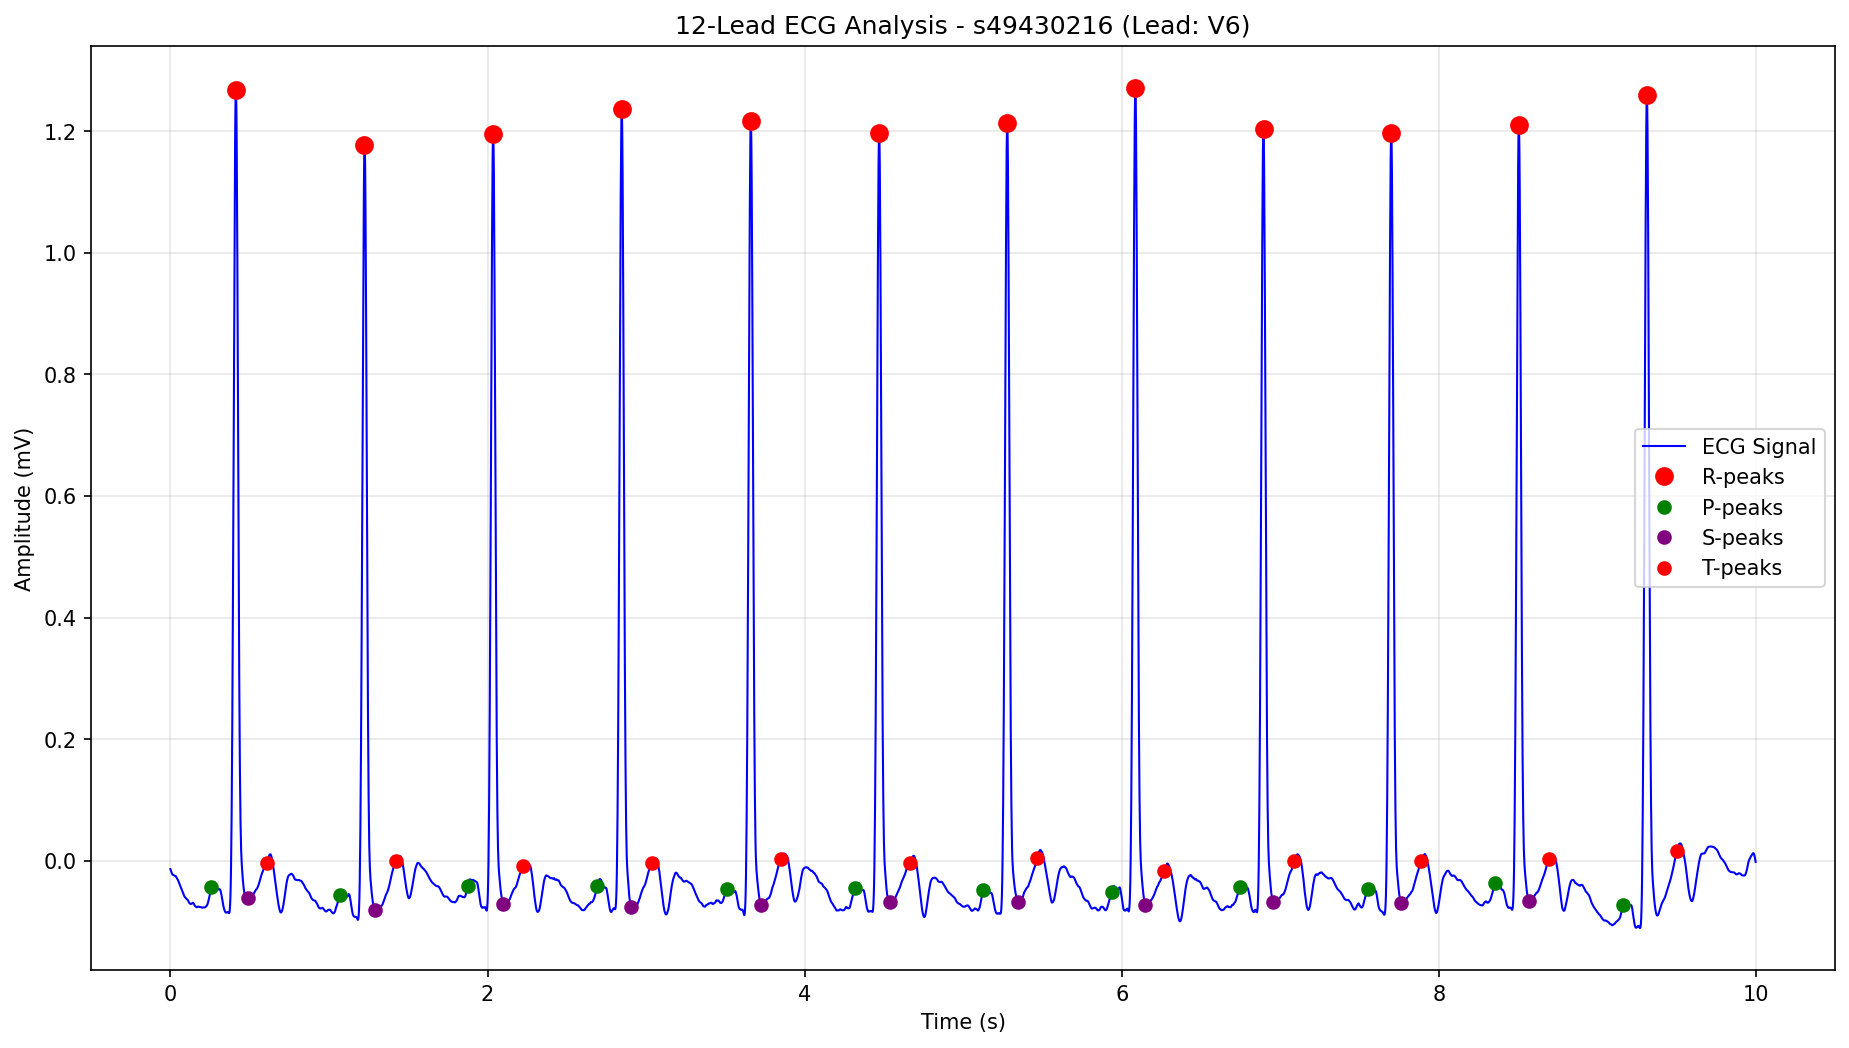 12-Lead ECG Analysis - s49430216 (Lead: V6)
Amplitude (mV)
1.2
1.0
0.8
0.6
0.4
0.2
0.0
ECG Signal
R-peaks
P-peaks
S-peaks
T-peaks
0 2 4 6 8 10
Time (s)